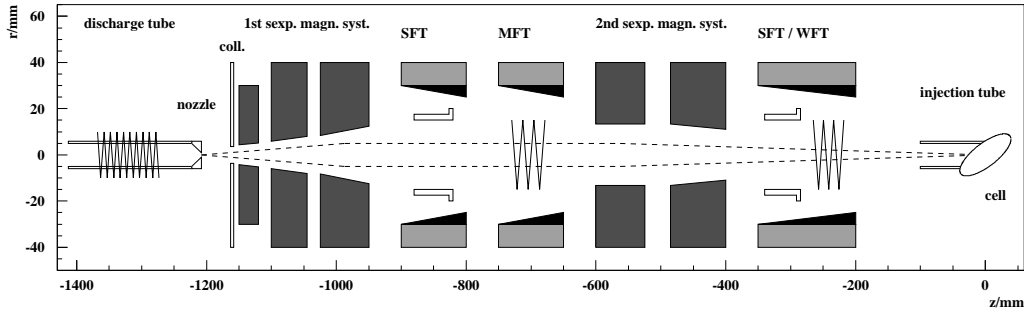 r/mm
60
40
20
0
-20
-40
discharge tube
1st sexp. magn. syst.
coll.
nozzle
SFT
MFT
2nd sexp. magn. syst.
SFT / WFT
injection tube
cell
-1400
-1200
-1000
-800
-600
-400
-200
0
z/mm